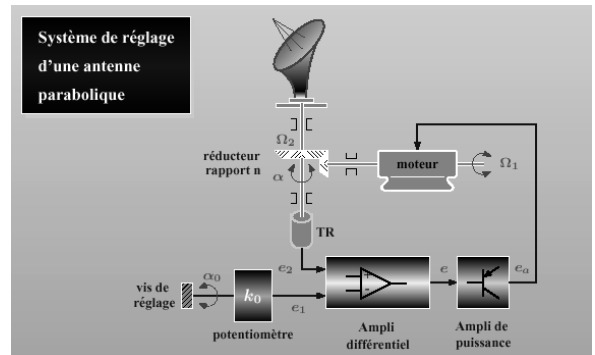 Système de réglage
d'une antenne
parabolique
Ω₂
réducteur
rapport n
α
moteur
Ω₁
TR
vis de
réglage
α₀
k₀
potentiomètre
e₂
e₁
+
-
Ampli
différentiel
e
Ampli de
puissance
eₐ